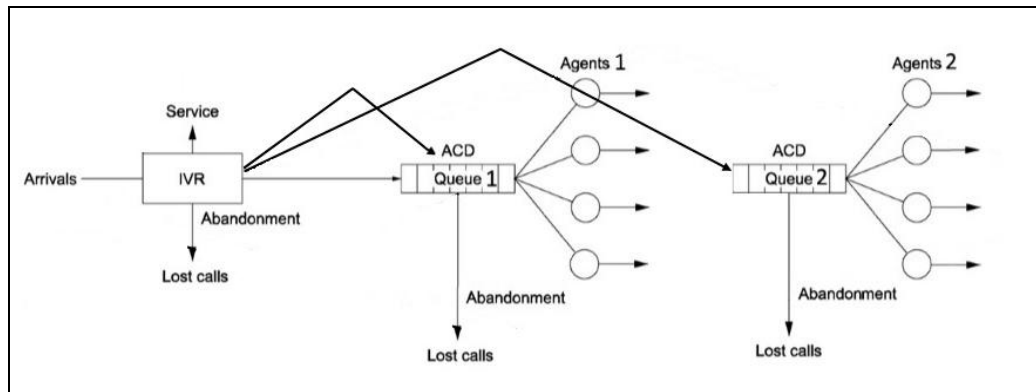 Agents 1
Agents 2
Service
ACD
ACD
Arrivals
IVR
Queue 1
Queue 2
Abandonment
Lost calls
Abandonment
Abandonment
Lost calls
Lost calls